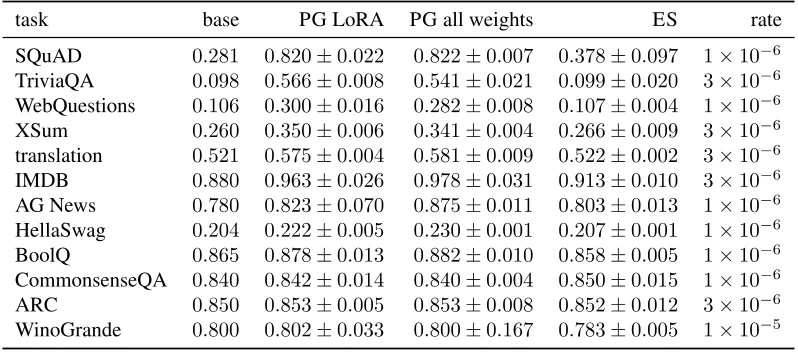 task base PG LoRA PG all weights ES rate
SQuAD 0.281 0.820 ± 0.022 0.822 ± 0.007 0.378 ± 0.097 1 × 10⁻⁶
TriviaQA 0.098 0.566 ± 0.008 0.541 ± 0.021 0.099 ± 0.020 3 × 10⁻⁶
WebQuestions 0.106 0.300 ± 0.016 0.282 ± 0.008 0.107 ± 0.004 1 × 10⁻⁶
XSum 0.260 0.350 ± 0.006 0.341 ± 0.004 0.266 ± 0.009 3 × 10⁻⁶
translation 0.521 0.575 ± 0.004 0.581 ± 0.009 0.522 ± 0.002 3 × 10⁻⁶
IMDB 0.880 0.963 ± 0.026 0.978 ± 0.031 0.913 ± 0.010 3 × 10⁻⁶
AG News 0.780 0.823 ± 0.070 0.875 ± 0.011 0.803 ± 0.013 1 × 10⁻⁶
HellaSwag 0.204 0.222 ± 0.005 0.230 ± 0.001 0.207 ± 0.001 1 × 10⁻⁶
BoolQ 0.865 0.878 ± 0.013 0.882 ± 0.010 0.858 ± 0.005 1 × 10⁻⁶
CommonsenseQA 0.840 0.842 ± 0.014 0.840 ± 0.004 0.850 ± 0.015 1 × 10⁻⁶
ARC 0.850 0.853 ± 0.005 0.853 ± 0.008 0.852 ± 0.012 3 × 10⁻⁶
WinoGrande 0.800 0.802 ± 0.033 0.800 ± 0.167 0.783 ± 0.005 1 × 10⁻⁵